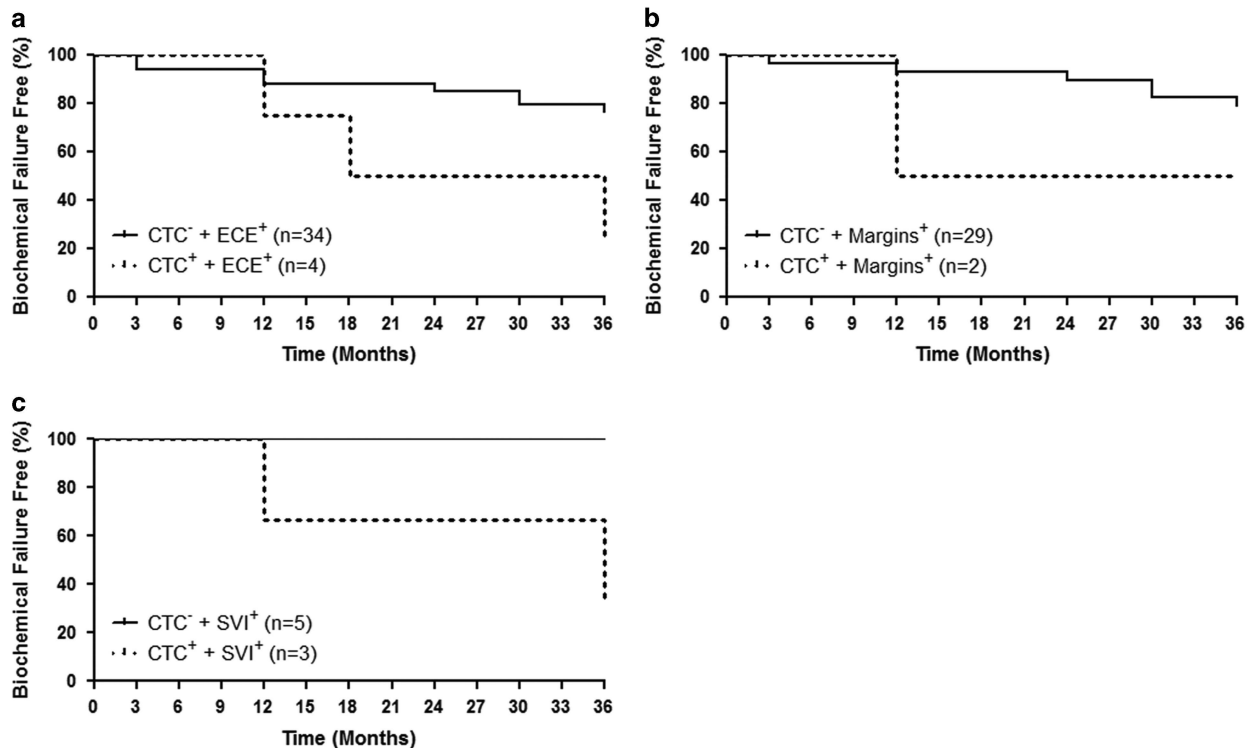 a
Biochemical Failure Free (%)
100
80
60
40
20
0
CTC⁻ + ECE⁺ (n=34)
CTC⁺ + ECE⁺ (n=4)
0 3 6 9 12 15 18 21 24 27 30 33 36
Time (Months)
b
Biochemical Failure Free (%)
100
80
60
40
20
0
CTC⁻ + Margins⁺ (n=29)
CTC⁺ + Margins⁺ (n=2)
0 3 6 9 12 15 18 21 24 27 30 33 36
Time (Months)
c
Biochemical Failure Free (%)
100
80
60
40
20
0
CTC⁻ + SVI⁺ (n=5)
CTC⁺ + SVI⁺ (n=3)
0 3 6 9 12 15 18 21 24 27 30 33 36
Time (Months)